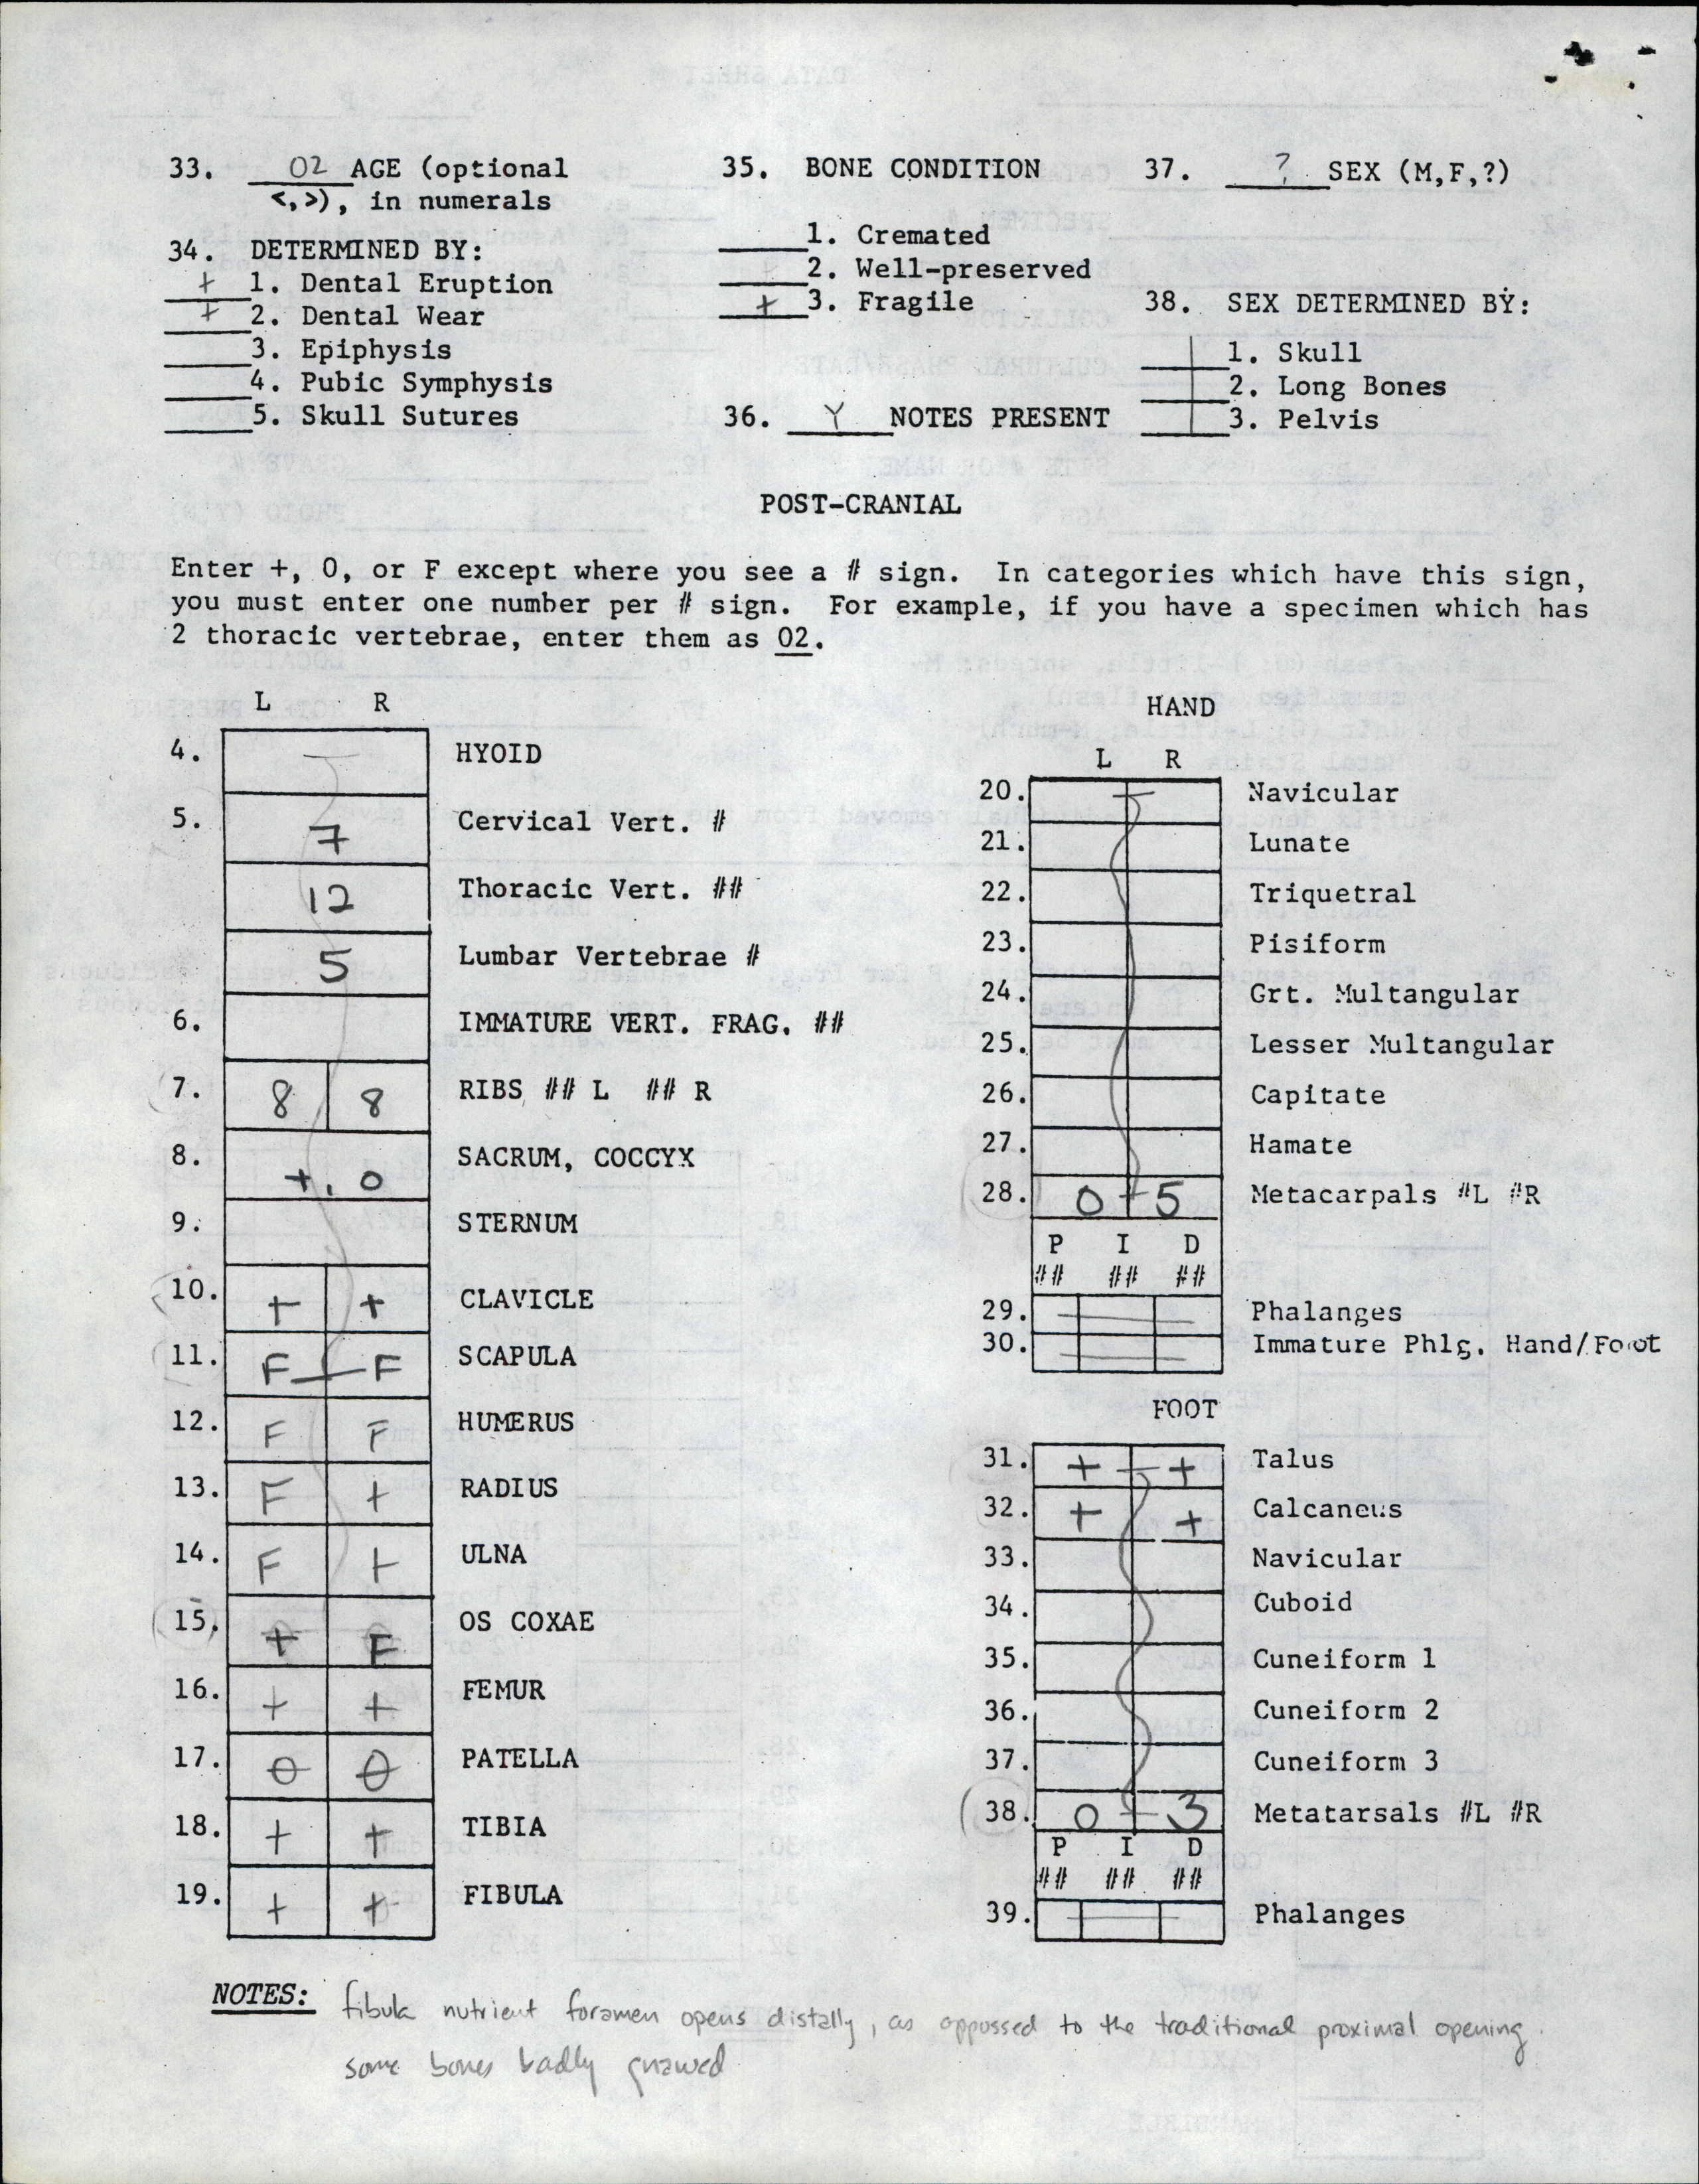 33. 02 AGE (optional
<,>), in numerals
34. DETERMINED BY:
+ 1. Dental Eruption
+ 2. Dental Wear
3. Epiphysis
4. Pubic Symphysis
5. Skull Sutures
35. BONE CONDITION
1. Cremated
2. Well-preserved
+ 3. Fragile
36. Y NOTES PRESENT
37. ? SEX (M,F,?)
38. SEX DETERMINED BY:
1. Skull
2. Long Bones
3. Pelvis
POST-CRANIAL
Enter +, 0, or F except where you see a # sign. In categories which have this sign,
you must enter one number per # sign. For example, if you have a specimen which has
2 thoracic vertebrae, enter them as 02.
L R
4. HYOID
5. 7 Cervical Vert. #
12 Thoracic Vert. ##
5 Lumbar Vertebrae #
6. IMMATURE VERT. FRAG. ##
7. 8 8 RIBS ## L ## R
8. +, 0 SACRUM, COCCYX
9. STERNUM
10. + + CLAVICLE
11. F F SCAPULA
12. F F HUMERUS
13. F + RADIUS
14. F + ULNA
15. + F OS COXAE
16. + + FEMUR
17. 0 0 PATELLA
18. + + TIBIA
19. + + FIBULA
HAND
L R
20. Navicular
21. Lunate
22. Triquetral
23. Pisiform
24. Grt. Multangular
25. Lesser Multangular
26. Capitate
27. Hamate
28. 0 5 Metacarpals #L #R
P I D
## ## ##
29. Phalanges
30. Immature Phlg. Hand/Foot
FOOT
31. + + Talus
32. + + Calcaneus
33. Navicular
34. Cuboid
35. Cuneiform 1
36. Cuneiform 2
37. Cuneiform 3
38. 0 3 Metatarsals #L #R
P I D
## ## ##
39. Phalanges
NOTES: fibula nutrient foramen opens distally, as oppossed to the traditional proximal opening.
some bones badly gnawed